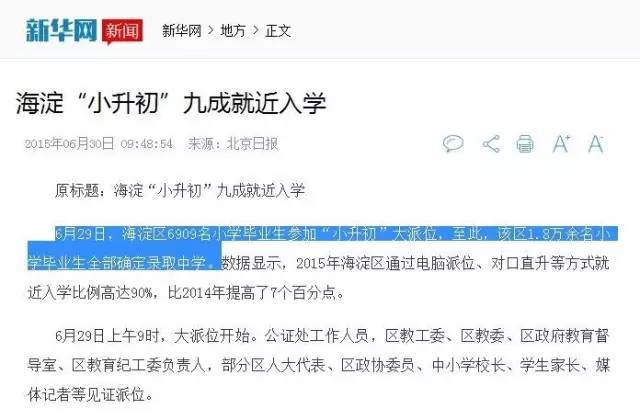 新华网 新闻 新华网 > 地方 > 正文
海淀“小升初”九成就近入学
2015年06月30日 09:48:54 来源：北京日报
A+ A-
原标题：海淀“小升初”九成就近入学
6月29日，海淀区6909名小学毕业生参加“小升初”大派位，至此，该区1.8万余名小
学毕业生全部确定录取中学。数据显示，2015年海淀区通过电脑派位、对口直升等方式就
近入学比例高达90%，比2014年提高了7个百分点。
6月29日上午9时，大派位开始。公证处工作人员，区教工委、区教委、区政府教育督
导室、区教育纪工委负责人，部分区人大代表、区政协委员、中小学校长、学生家长、媒
体记者等见证派位。